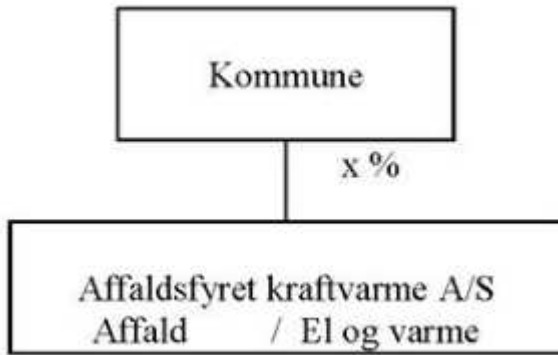 Kommune
x %
Affaldsfyret kraftvarme A/S
Affald / El og varme